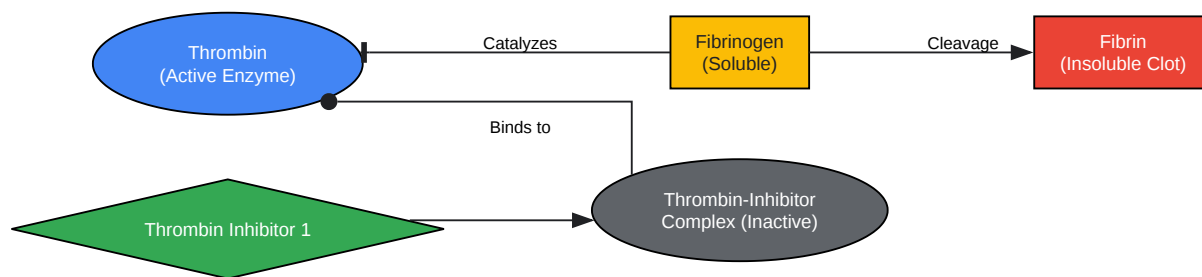 Thrombin
(Active Enzyme)
Catalyzes
Fibrinogen
(Soluble)
Cleavage
Fibrin
(Insoluble Clot)
Binds to
Thrombin Inhibitor 1
Thrombin-Inhibitor
Complex (Inactive)